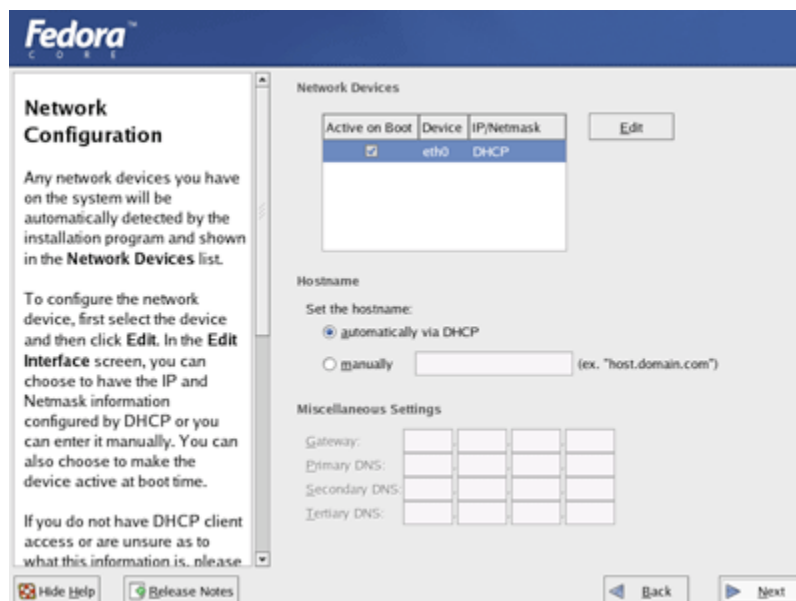 Fedora™
CORE
Network
Configuration
Any network devices you have
on the system will be
automatically detected by the
installation program and shown
in the Network Devices list.
To configure the network
device, first select the device
and then click Edit. In the Edit
Interface screen, you can
choose to have the IP and
Netmask information
configured by DHCP or you
can enter it manually. You can
also choose to make the
device active at boot time.
If you do not have DHCP client
access or are unsure as to
what this information is, please
Network Devices
Active on Boot Device IP/Netmask
eth0 DHCP
Edit
Hostname
Set the hostname:
automatically via DHCP
manually (ex. "host.domain.com")
Miscellaneous Settings
Gateway:
Primary DNS:
Secondary DNS:
Tertiary DNS:
Hide Help Release Notes Back Next